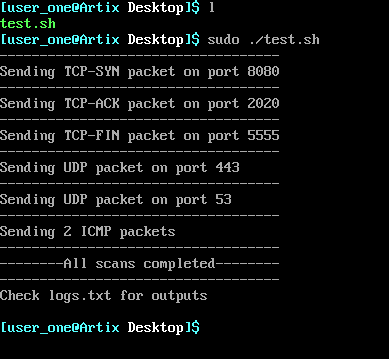 [user_one@Artix Desktop]$ l
test.sh
[user_one@Artix Desktop]$ sudo ./test.sh
-----------------------------------
Sending TCP-SYN packet on port 8080
-----------------------------------
Sending TCP-ACK packet on port 2020
-----------------------------------
Sending TCP-FIN packet on port 5555
-----------------------------------
Sending UDP packet on port 443
-----------------------------------
Sending UDP packet on port 53
-----------------------------------
Sending 2 ICMP packets
-----------------------------------
--------All scans completed--------
-----------------------------------
Check logs.txt for outputs
[user_one@Artix Desktop]$